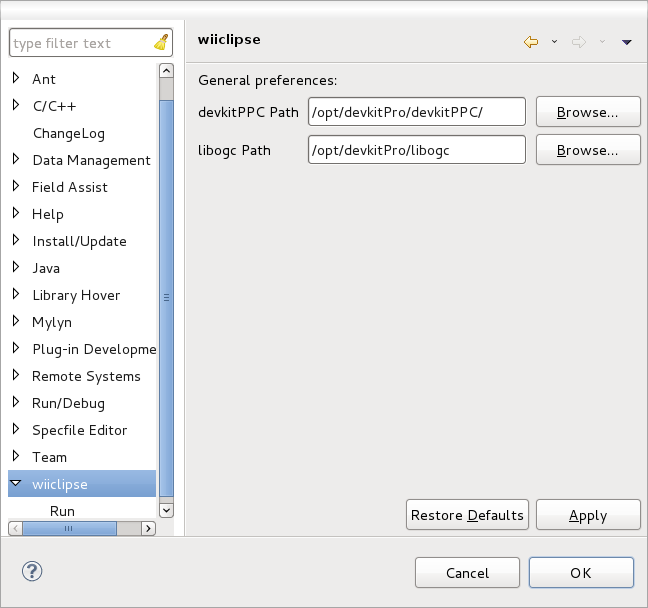 type filter text
Ant
C/C++
ChangeLog
Data Management
Field Assist
Help
Install/Update
Java
Library Hover
Mylyn
Plug-in Developme
Remote Systems
Run/Debug
Specfile Editor
Team
wiiclipse
Run
wiiclipse
General preferences:
devkitPPC Path /opt/devkitPro/devkitPPC/ Browse...
libogc Path /opt/devkitPro/libogc Browse...
Restore Defaults Apply
? Cancel OK